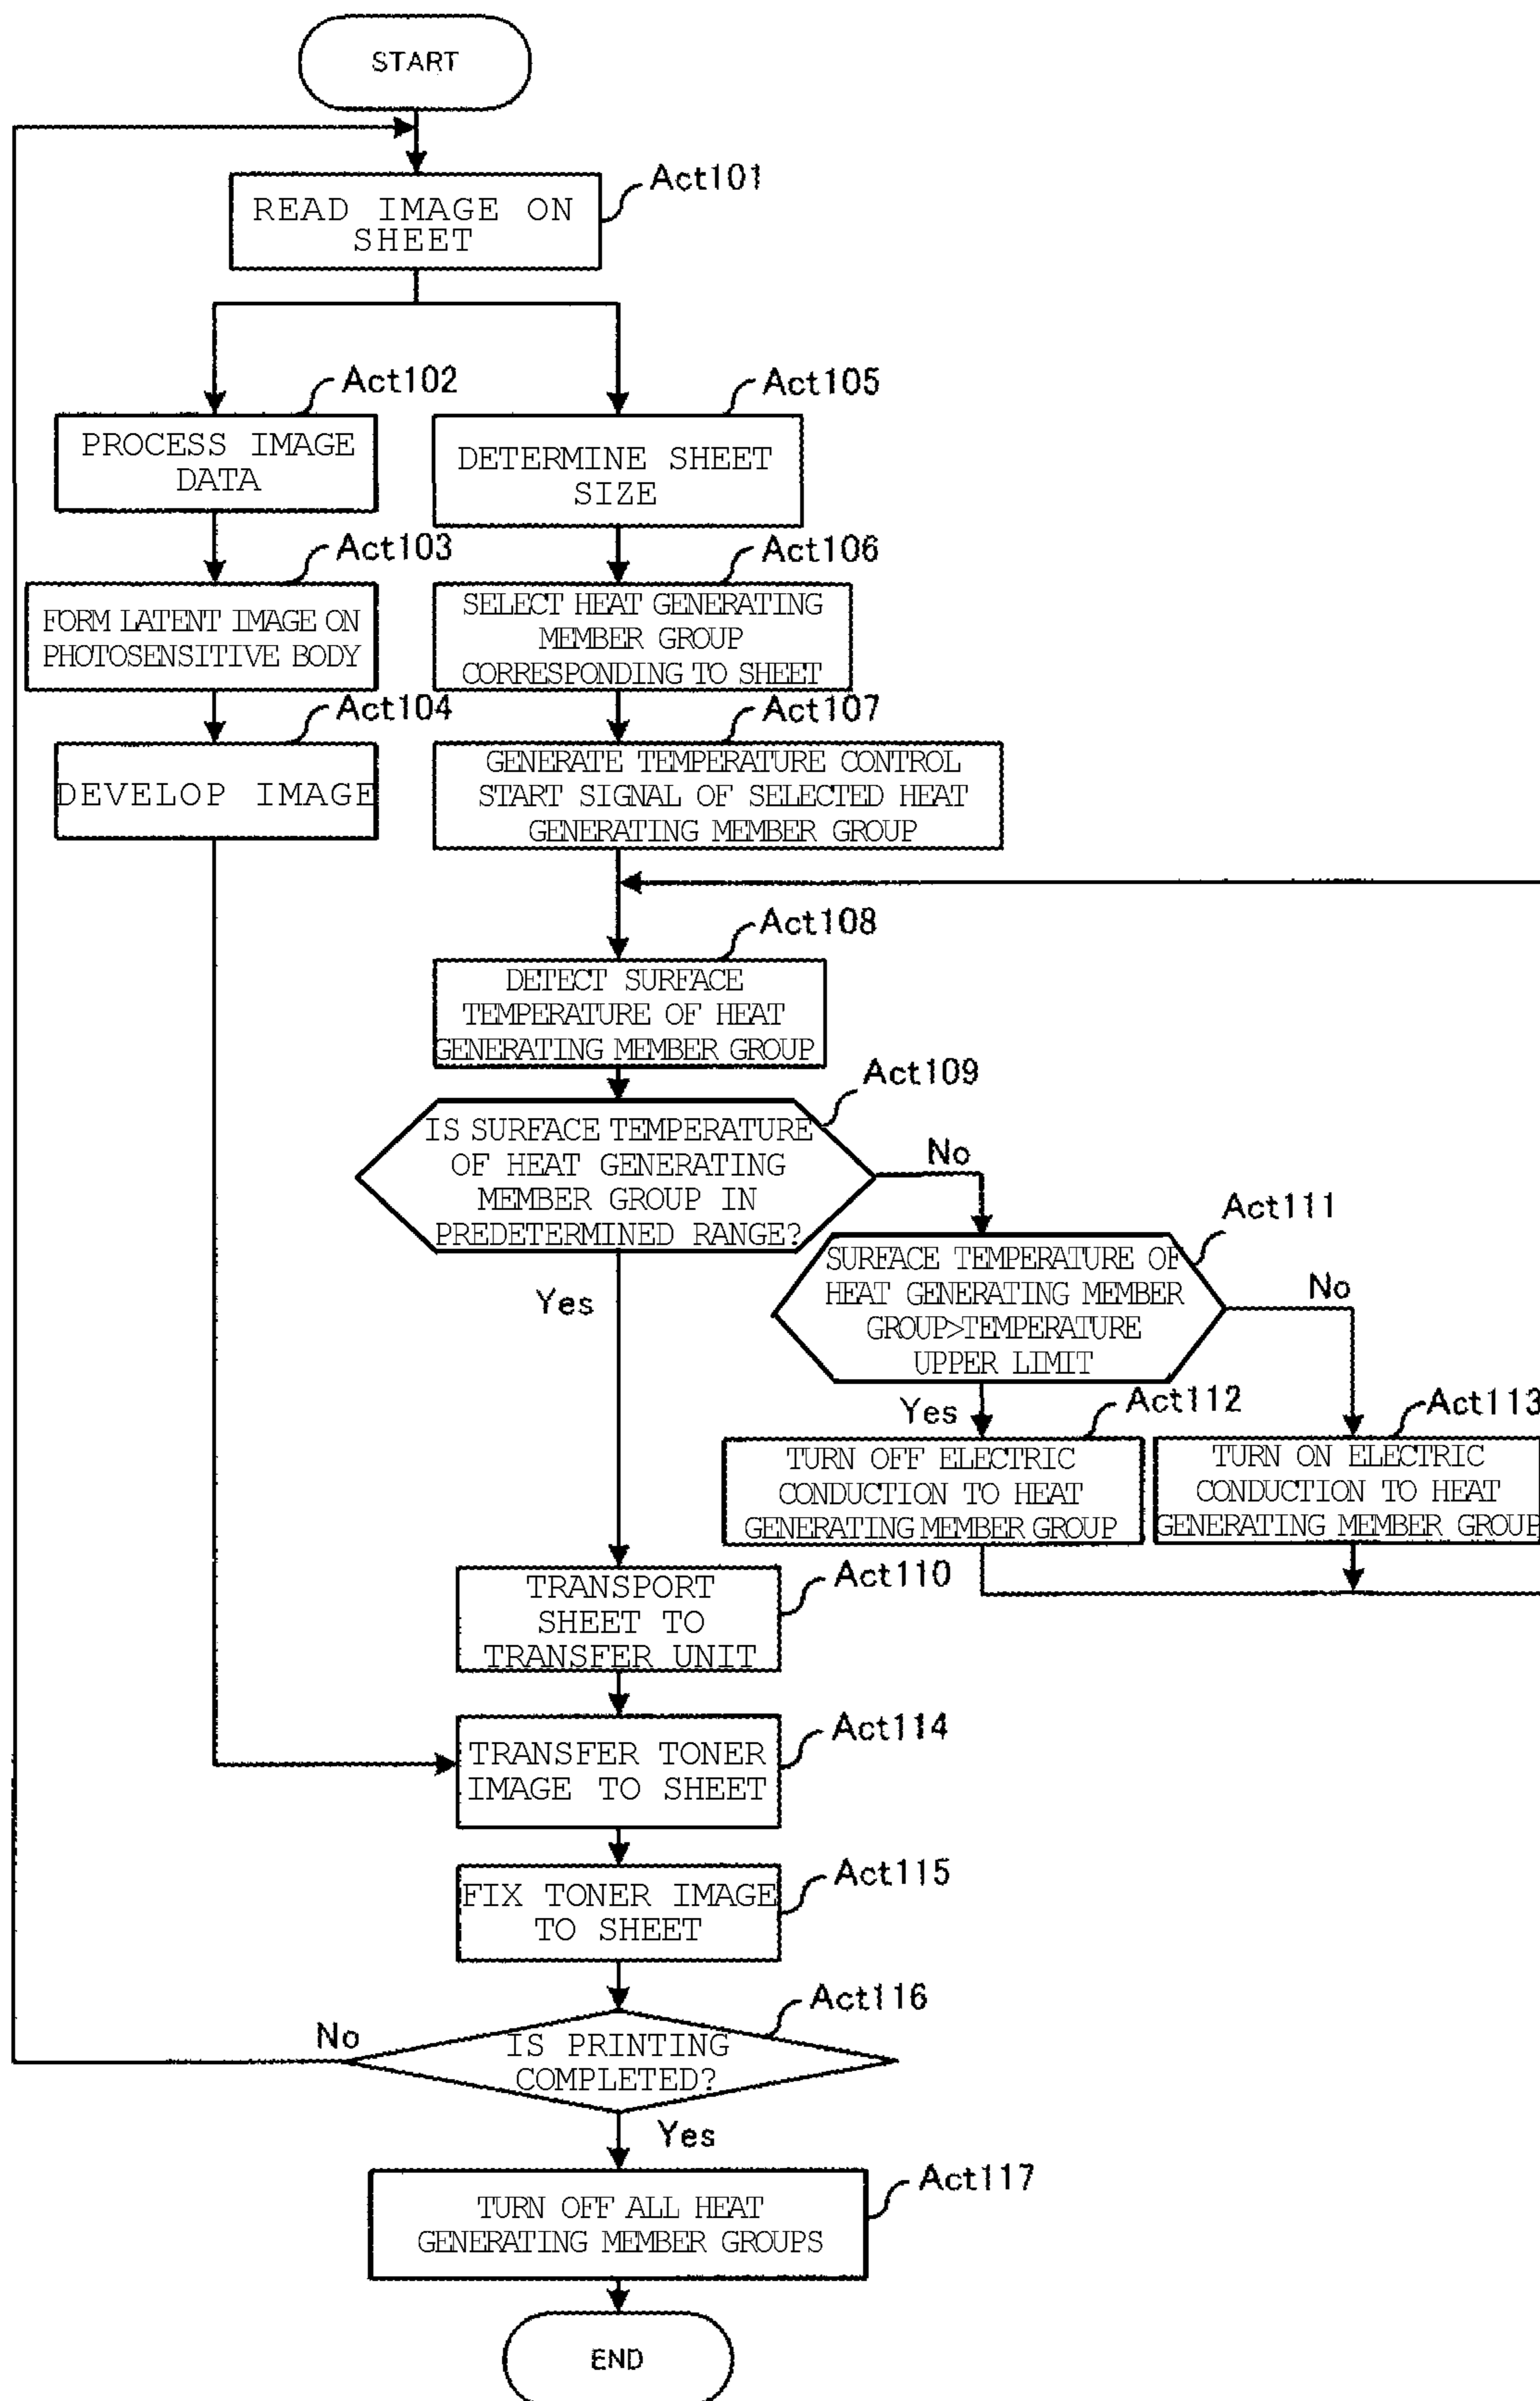 START
Act101
READ IMAGE ON
SHEET
Act102
PROCESS IMAGE
DATA
Act105
DETERMINE SHEET
SIZE
Act103
FORM LATENT IMAGE ON
PHOTOSENSITIVE BODY
Act106
SELECT HEAT GENERATING
MEMBER GROUP
CORRESPONDING TO SHEET
Act104
DEVELOP IMAGE
Act107
GENERATE TEMPERATURE CONTROL
START SIGNAL OF SELECTED HEAT
GENERATING MEMBER GROUP
Act108
DETECT SURFACE
TEMPERATURE OF HEAT
GENERATING MEMBER GROUP
Act109
IS SURFACE TEMPERATURE
OF HEAT GENERATING
MEMBER GROUP IN
PREDETERMINED RANGE?
No
Yes
Act111
SURFACE TEMPERATURE OF
HEAT GENERATING MEMBER
GROUP>TEMPERATURE
UPPER LIMIT
No
Yes
Act112
TURN OFF ELECTRIC
CONDUCTION TO HEAT
GENERATING MEMBER GROUP
Act113
TURN ON ELECTRIC
CONDUCTION TO HEAT
GENERATING MEMBER GROUP
Act110
TRANSPORT
SHEET TO
TRANSFER UNIT
Act114
TRANSFER TONER
IMAGE TO SHEET
Act115
FIX TONER IMAGE
TO SHEET
Act116
IS PRINTING
COMPLETED?
No
Yes
Act117
TURN OFF ALL HEAT
GENERATING MEMBER GROUPS
END